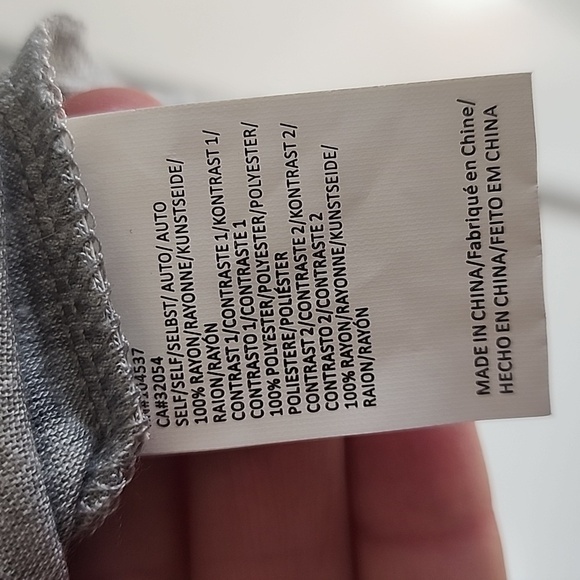 CA#32054
SELF/SELF/SELBST/ AUTO/ AUTO
100% RAYON/RAYONNE/KUNSTSEIDE/
RAION/RAYÓN
CONTRAST 1/CONTRASTE 1/KONTRAST 1/
CONTRASTO 1/CONTRASTE 1
100% POLYESTER/POLYESTER/POLYESTER/
POLIESTERE/POLIÉSTER
CONTRAST 2/CONTRASTE 2/KONTRAST 2/
CONTRASTO 2/CONTRASTE 2
100% RAYON/RAYONNE/KUNSTSEIDE/
RAION/RAYÓN
MADE IN CHINA/Fabriqué en Chine/
HECHO EN CHINA/FEITO EM CHINA